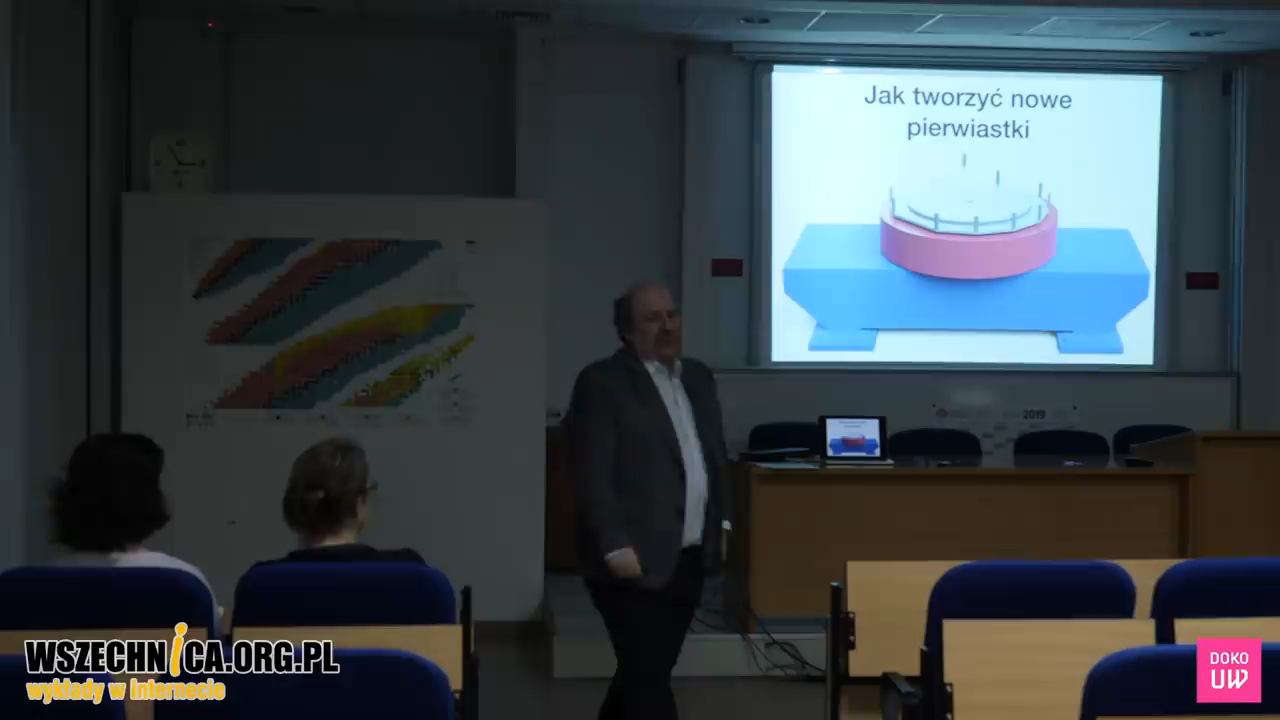 Jak tworzyć nowe
pierwiastki
2019
WSZECHNICA.ORG.PL
wykłady w internecie
DOKO
UW